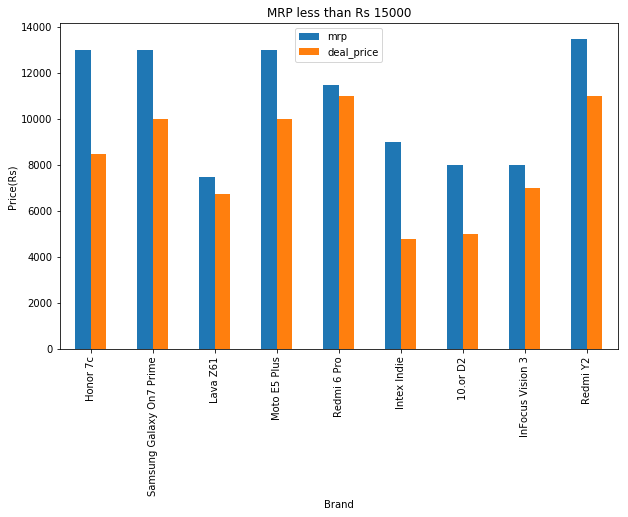 MRP less than Rs 15000
mrp
deal_price
Price(Rs)
14000
12000
10000
8000
6000
4000
2000
0
Honor 7c
Samsung Galaxy On7 Prime
Lava Z61
Moto E5 Plus
Redmi 6 Pro
Intex Indie
10.or D2
InFocus Vision 3
Redmi Y2
Brand